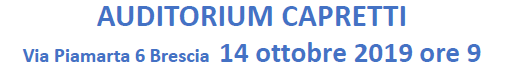 AUDITORIUM CAPRETTI
Via Piamarta 6 Brescia 14 ottobre 2019 ore 9